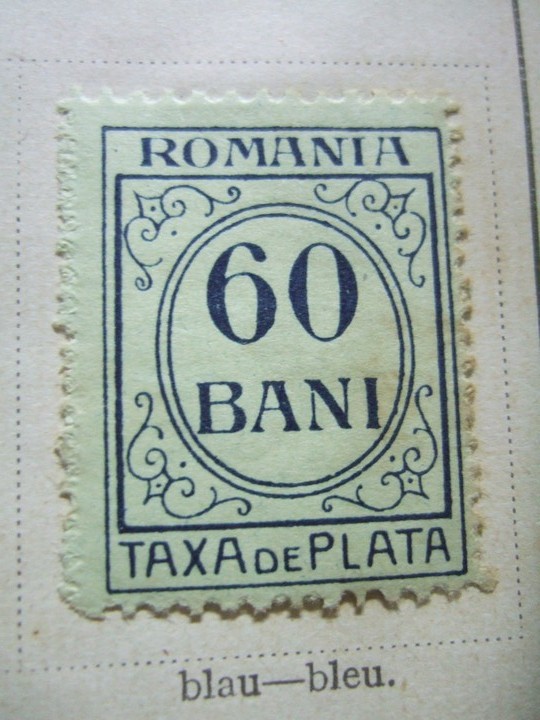 ROMANIA
60
BANI
TAXA DE PLATA
blau—bleu.